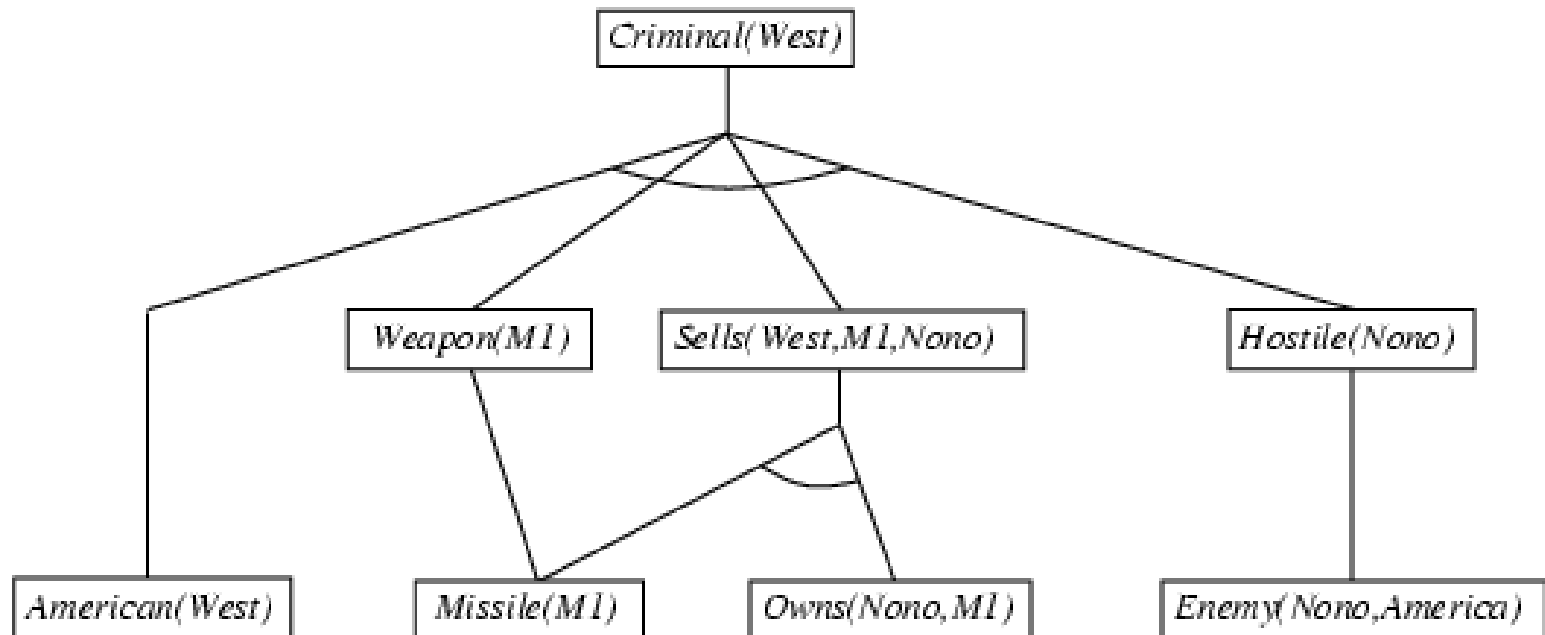 Criminal(West)
Weapon(M1)
Sells(West,M1,Nono)
Hostile(Nono)
American(West)
Missile(M1)
Owns(Nono,M1)
Enemy(Nono,America)